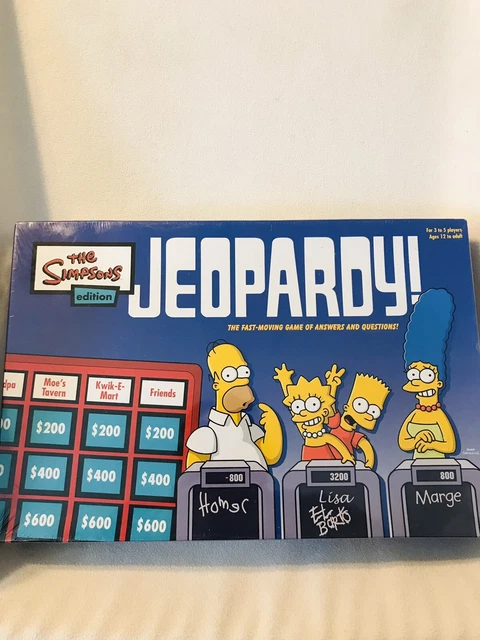 For 3 to 5 players
Ages 12 to adult
THE
SIMPSONS
edition
JEOPARDY!
THE FAST-MOVING GAME OF ANSWERS AND QUESTIONS!
dpa
Moe's
Tavern
Kwik-E-
Mart
Friends
$200
$200
$200
$400
$400
$400
$600
$600
$600
-800
3200
800
Homer
Lisa
EL
BARTO
Marge